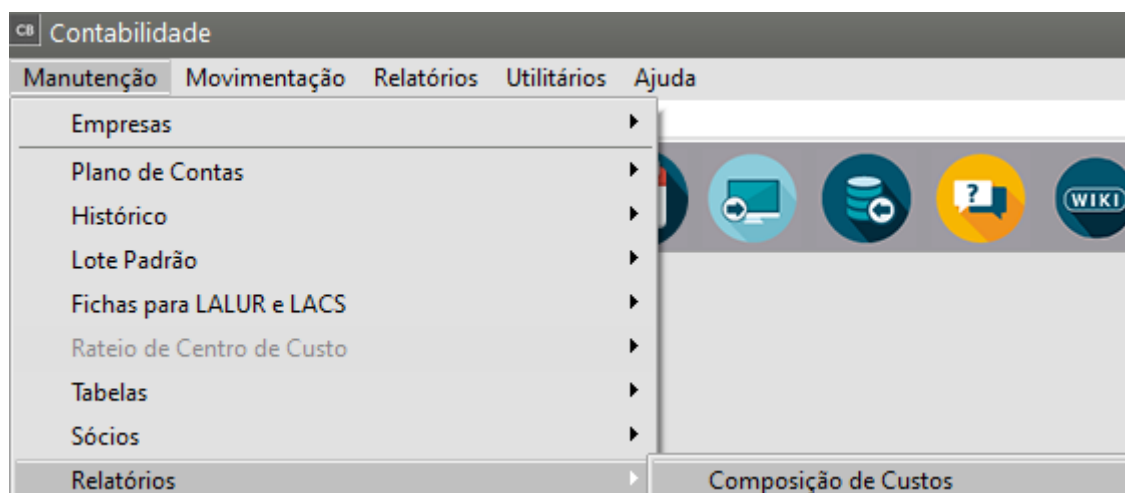 CB Contabilidade
Manutenção Movimentação Relatórios Utilitários Ajuda
Empresas
Plano de Contas
Histórico
Lote Padrão
Fichas para LALUR e LACS
Rateio de Centro de Custo
Tabelas
Sócios
Relatórios
Composição de Custos
?
WIKI